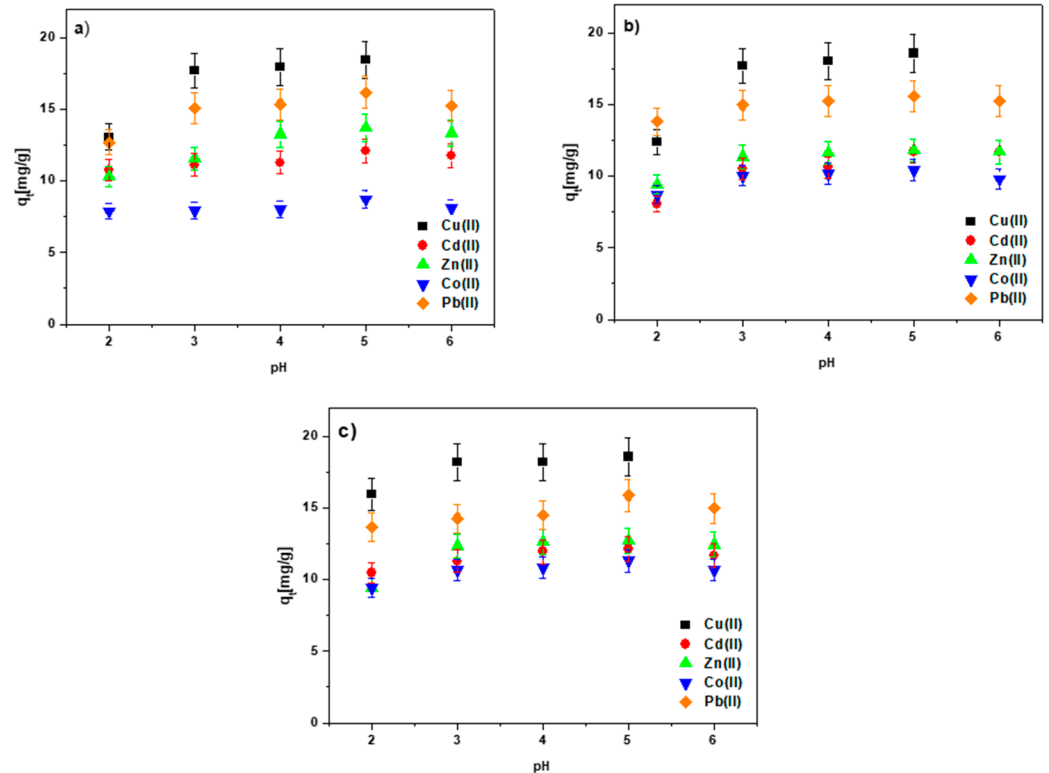 a)
20
15
10
5
0
qt[mg/g]
Cu(II)
Cd(II)
Zn(II)
Co(II)
Pb(II)
2 3 4 5 6
pH
b)
20
15
10
5
0
qt[mg/g]
Cu(II)
Cd(II)
Zn(II)
Co(II)
Pb(II)
2 3 4 5 6
pH
c)
20
15
10
5
0
qt[mg/g]
Cu(II)
Cd(II)
Zn(II)
Co(II)
Pb(II)
2 3 4 5 6
pH